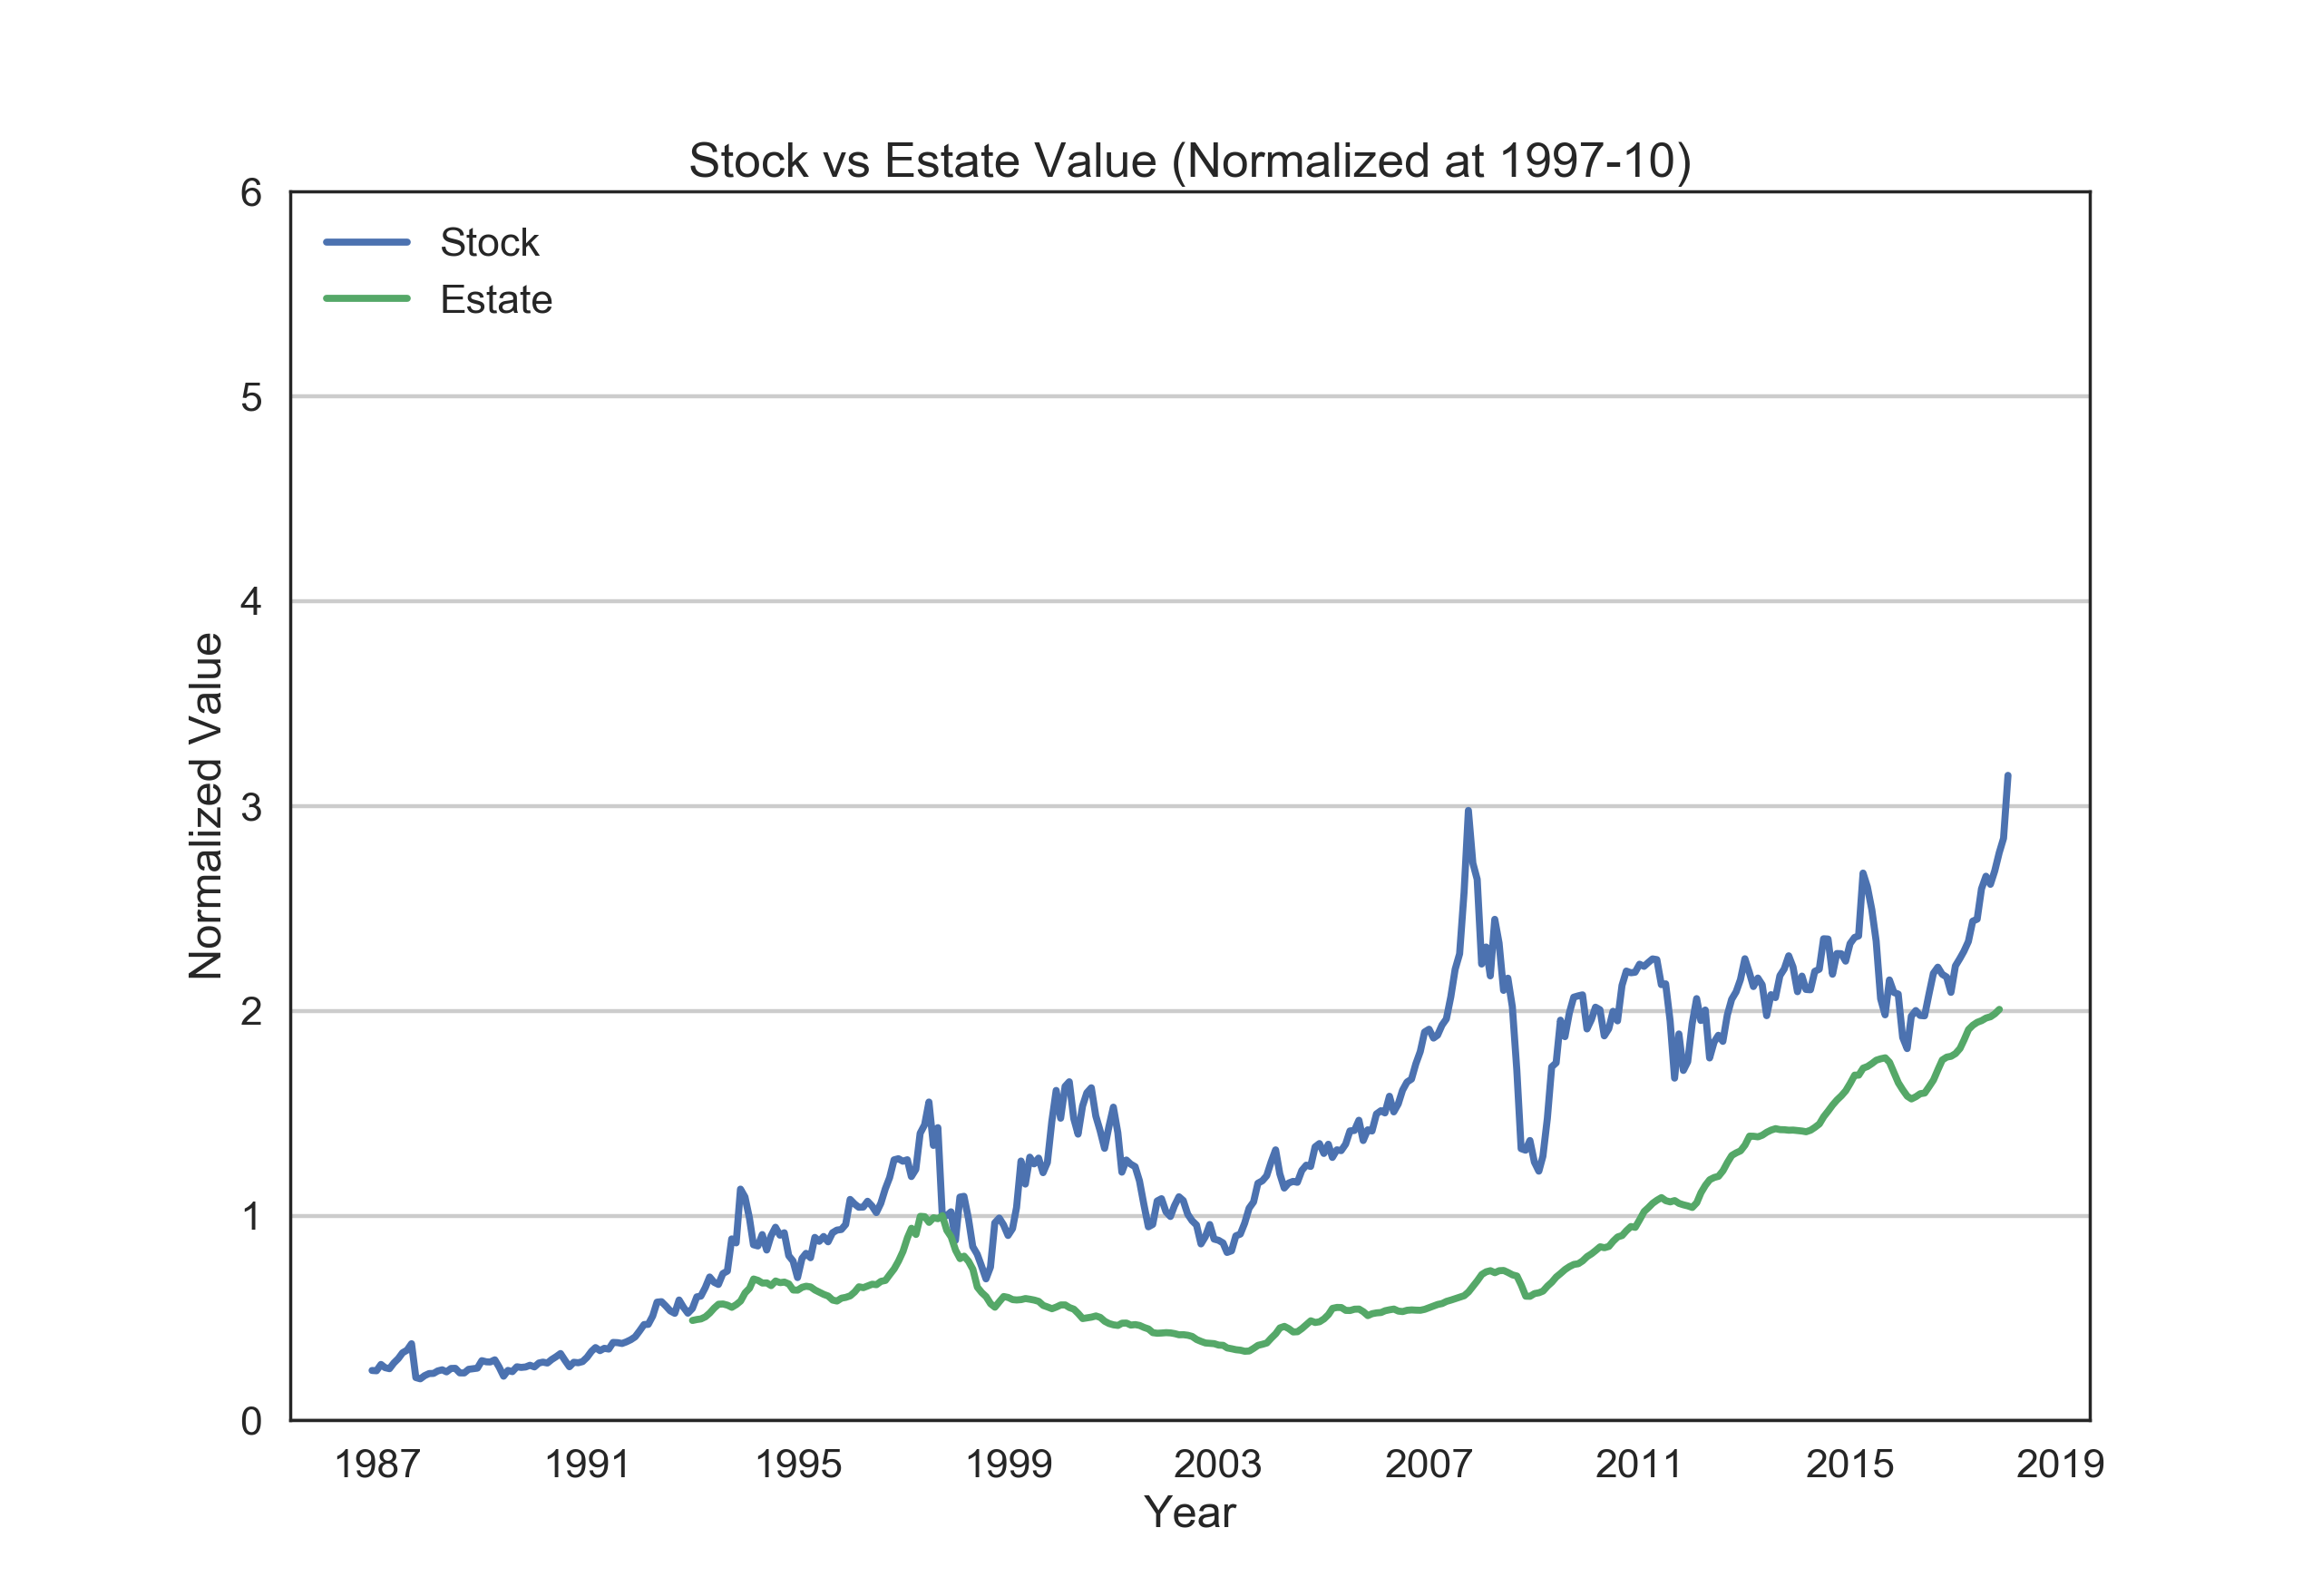 Stock vs Estate Value (Normalized at 1997-10)
6
5
4
3
2
1
0
Normalized Value
Stock
Estate
1987 1991 1995 1999 2003 2007 2011 2015 2019
Year